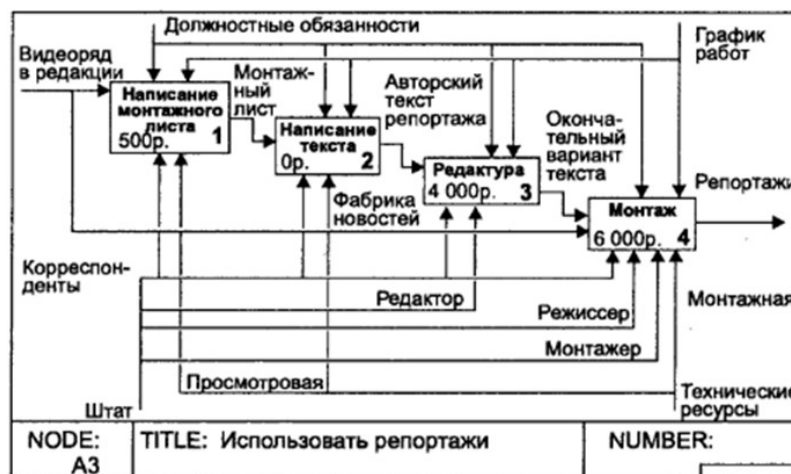 Должностные обязанности
Видеоряд
в редакции
График
работ
Написание
монтажного
листа
500р. 1
Монтаж-
ный
лист
Написание
текста
0р. 2
Авторский
текст
репортажа
Редактура
4 000р. 3
Оконча-
тельный
вариант
текста
Монтаж
6 000р. 4
Репортажи
Фабрика
новостей
Корреспон-
денты
Редактор
Режиссер
Монтажная
Монтажер
Просмотровая
Штат
Технические
ресурсы
NODE:
A3
TITLE: Использовать репортажи
NUMBER: